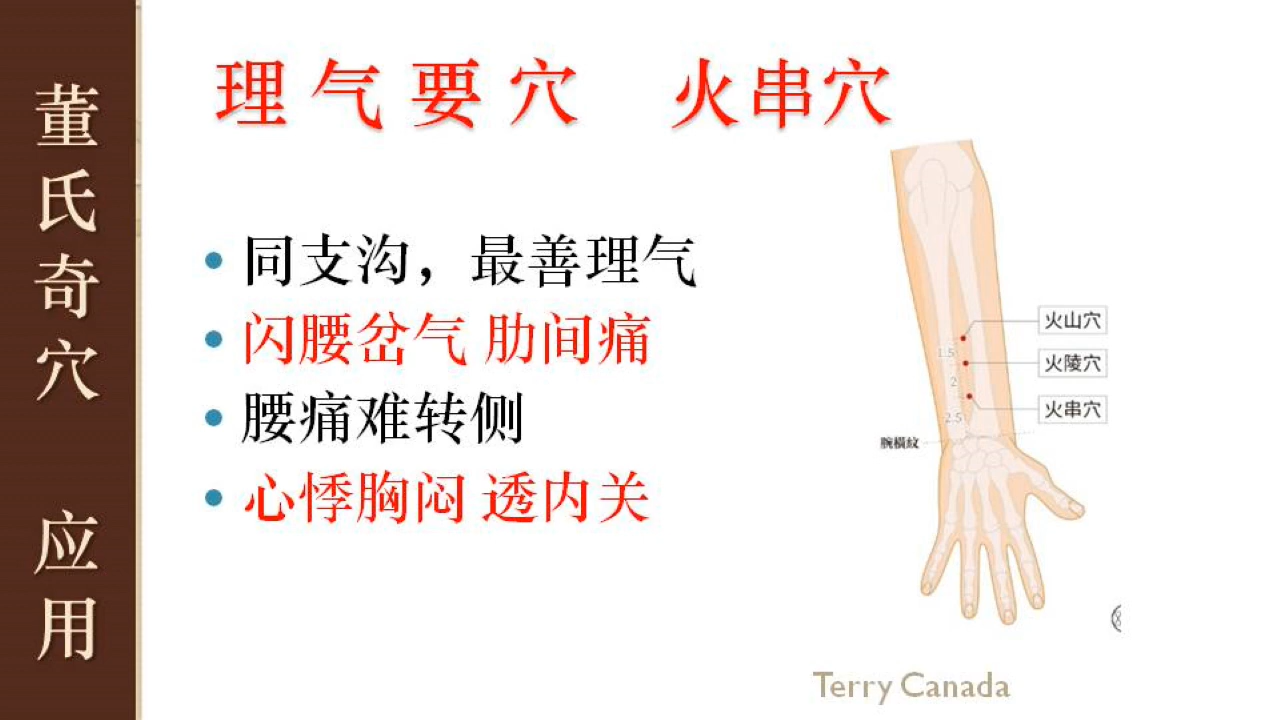 董氏奇穴 应用
理气要穴 火串穴
同支沟，最善理气
闪腰岔气 肋间痛
腰痛难转侧
心悸胸闷 透内关
火山穴
火陵穴
火串穴
1.5
2
2.5
腕横紋
Terry Canada